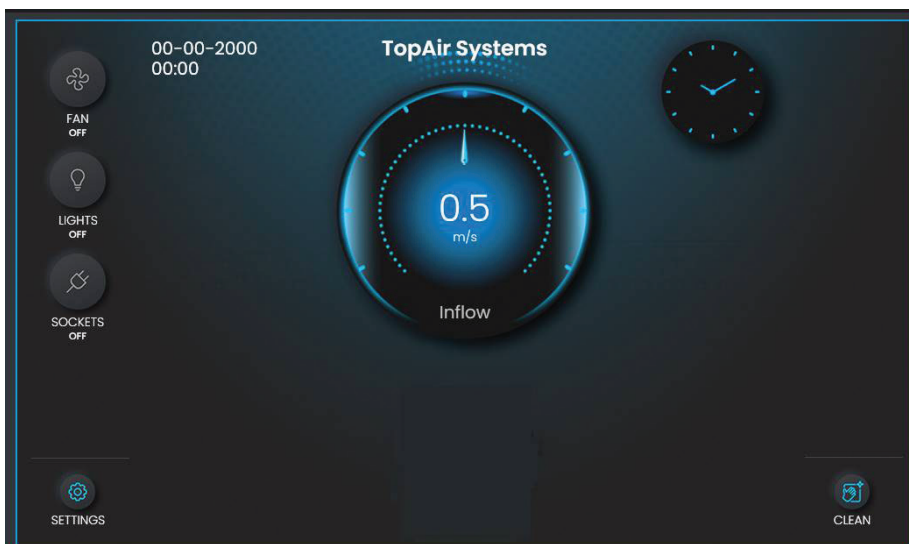 00-00-2000
00:00
TopAir Systems
FAN
OFF
LIGHTS
OFF
SOCKETS
OFF
0.5
m/s
Inflow
SETTINGS
CLEAN